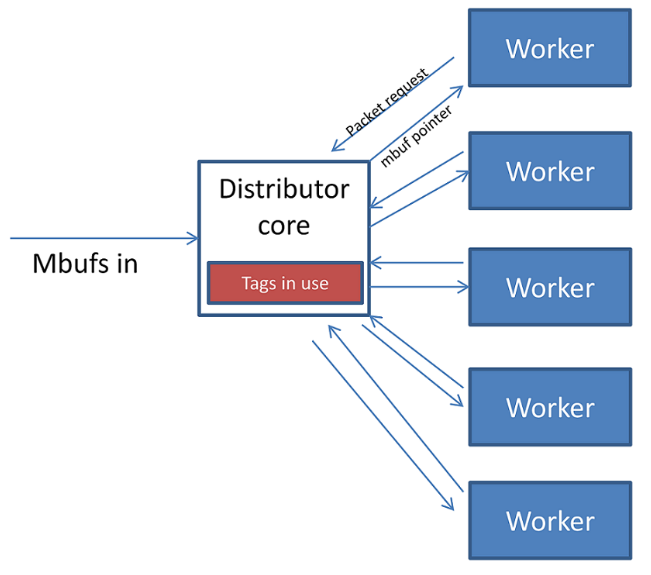 Worker
Packet request
mbuf pointer
Worker
Distributor
core
Mbufs in
Tags in use
Worker
Worker
Worker